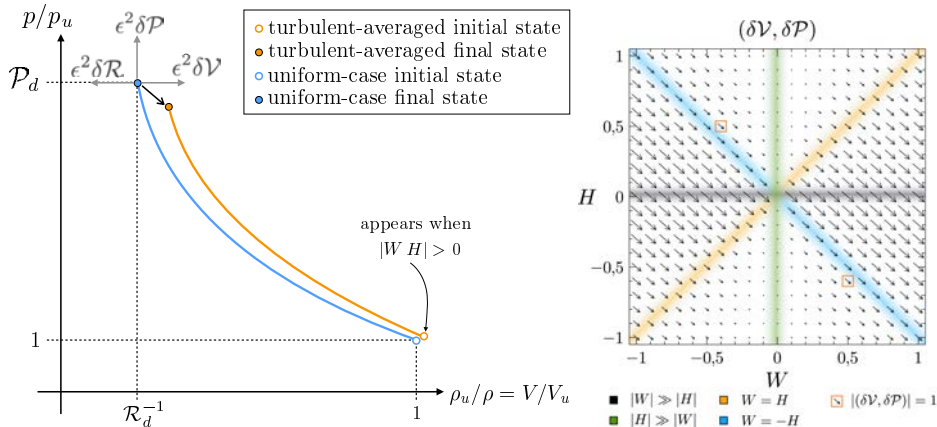 p/p_u
ϵ²δ𝒫
ϵ²δℛ
ϵ²δ𝒱
𝒫_d
turbulent-averaged initial state
turbulent-averaged final state
uniform-case initial state
uniform-case final state
appears when
|W H| > 0
1
ℛ_d^{-1}
1
ρ_u/ρ = V/V_u
(δ𝒱, δ𝒫)
1
0,5
H
0
−0,5
−1
−1
−0,5
0
0,5
1
W
|W| ≫ |H|
W = H
|(δ𝒱, δ𝒫)| = 1
|H| ≫ |W|
W = −H